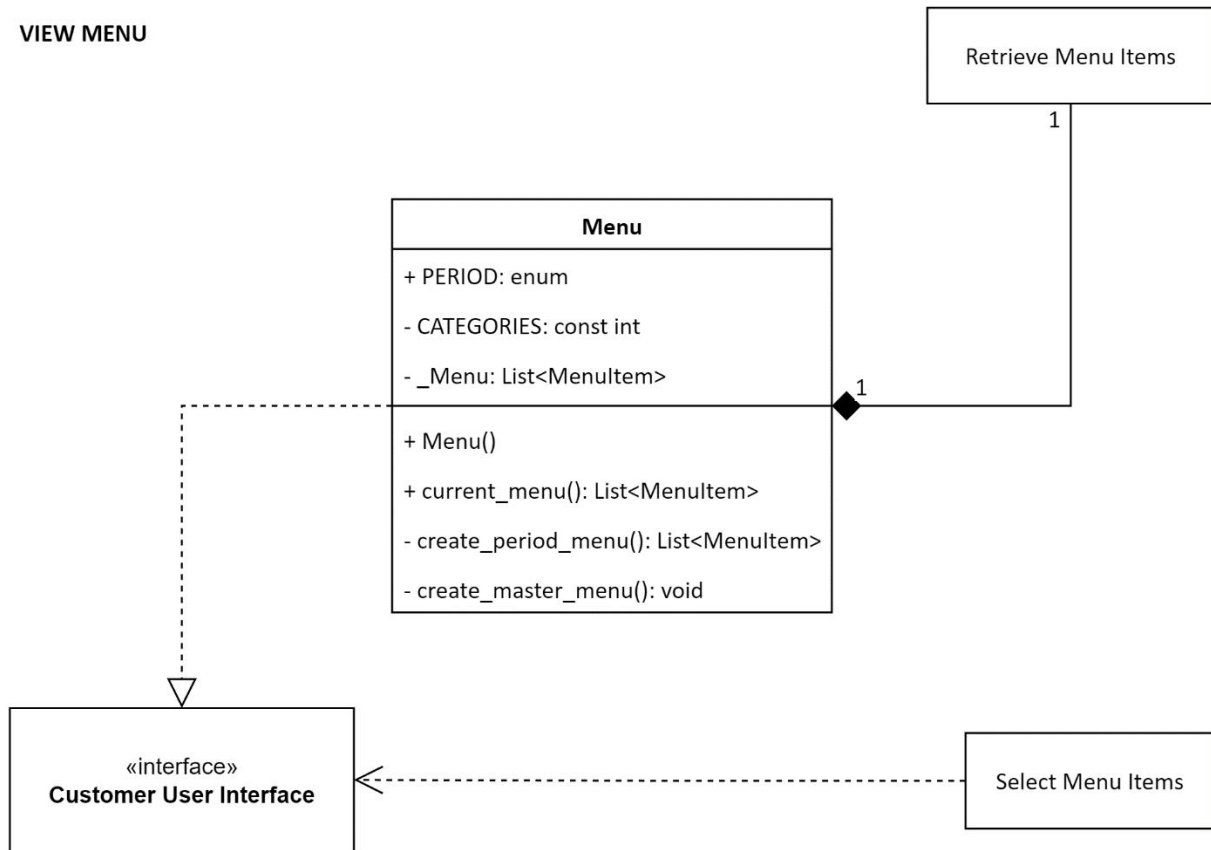 VIEW MENU
Retrieve Menu Items
1
Menu
+ PERIOD: enum
- CATEGORIES: const int
- _Menu: List<MenuItem>
1
+ Menu()
+ current_menu(): List<MenuItem>
- create_period_menu(): List<MenuItem>
- create_master_menu(): void
«interface»
Customer User Interface
Select Menu Items